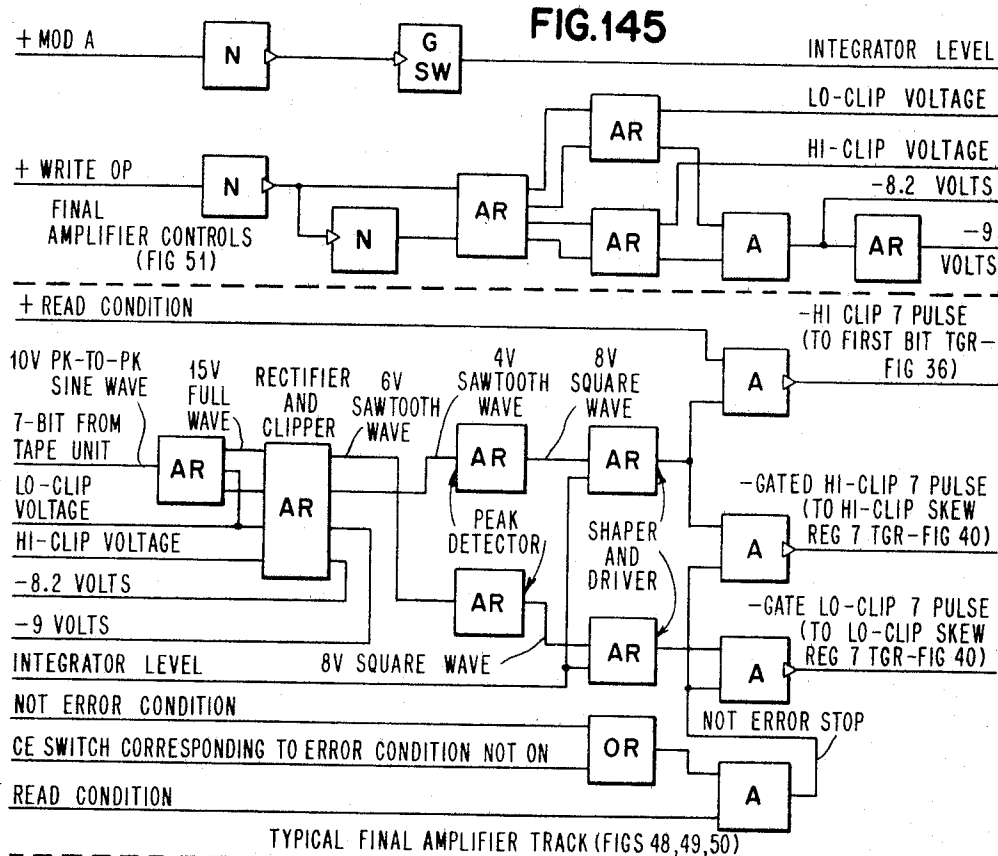 FIG.145
+ MOD A
N
G
SW
INTEGRATOR LEVEL
LO-CLIP VOLTAGE
AR
HI-CLIP VOLTAGE
+ WRITE OP
N
-8.2 VOLTS
FINAL
AMPLIFIER CONTROLS
(FIG 51)
N
AR
AR
A
AR
-9
VOLTS
+ READ CONDITION
-HI CLIP 7 PULSE
(TO FIRST BIT TGR-
FIG 36)
A
10V PK-TO-PK
SINE WAVE
15V
FULL
WAVE
RECTIFIER
AND
CLIPPER
6V
SAWTOOTH
WAVE
4V
SAWTOOTH
WAVE
8V
SQUARE
WAVE
7-BIT FROM
TAPE UNIT
AR
AR
AR
AR
LO-CLIP
VOLTAGE
HI-CLIP VOLTAGE
-8.2 VOLTS
-9 VOLTS
PEAK
DETECTOR
SHAPER
AND
DRIVER
-GATED HI-CLIP 7 PULSE
(TO HI-CLIP SKEW
REG 7 TGR-FIG 40)
A
AR
-GATE LO-CLIP 7 PULSE
(TO LO-CLIP SKEW
REG 7 TGR-FIG 40)
INTEGRATOR LEVEL
8V SQUARE WAVE
AR
A
NOT ERROR CONDITION
NOT ERROR STOP
CE SWITCH CORRESPONDING TO ERROR CONDITION NOT ON
OR
READ CONDITION
A
TYPICAL FINAL AMPLIFIER TRACK (FIGS 48,49,50)